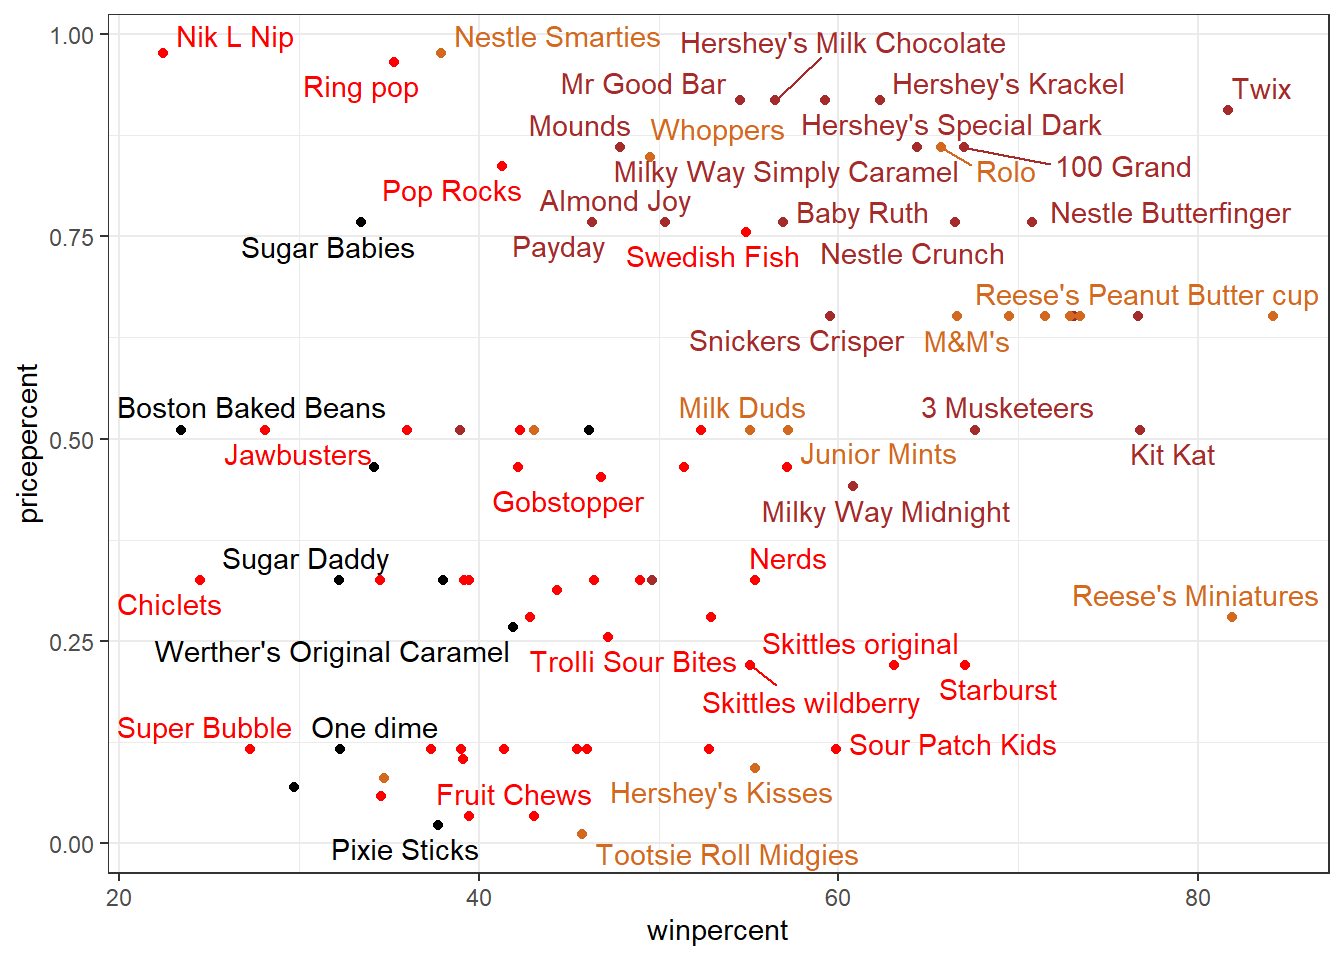 1.00
Nik L Nip
Nestle Smarties
Hershey's Milk Chocolate
Ring pop
Mr Good Bar
Hershey's Krackel
Twix
Mounds
Whoppers
Hershey's Special Dark
Milky Way Simply Caramel
Rolo
100 Grand
Pop Rocks
Almond Joy
Baby Ruth
Nestle Butterfinger
0.75
Sugar Babies
Payday
Swedish Fish
Nestle Crunch
Reese's Peanut Butter cup
Snickers Crisper
M&M's
pricepercent
Boston Baked Beans
Milk Duds
3 Musketeers
0.50
Jawbusters
Junior Mints
Kit Kat
Gobstopper
Milky Way Midnight
Sugar Daddy
Nerds
Chiclets
Reese's Miniatures
0.25
Werther's Original Caramel
Trolli Sour Bites
Skittles original
Skittles wildberry
Starburst
Super Bubble
One dime
Sour Patch Kids
Fruit Chews
Hershey's Kisses
0.00
Pixie Sticks
Tootsie Roll Midgies
20
40
60
80
winpercent